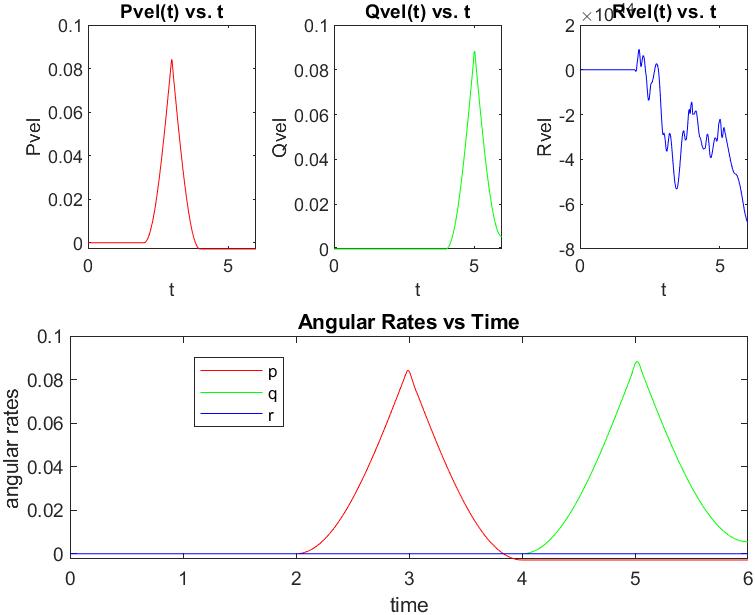 Pvel(t) vs. t
Qvel(t) vs. t
Rvel(t) vs. t
0.1
0.08
0.06
0.04
0.02
0
Pvel
0
5
t
0.1
0.08
0.06
0.04
0.02
0
Qvel
0
5
t
2
0
-2
-4
-6
-8
Rvel
0
5
t
Angular Rates vs Time
0.1
0.08
0.06
0.04
0.02
0
angular rates
p
q
r
0
1
2
3
4
5
6
time